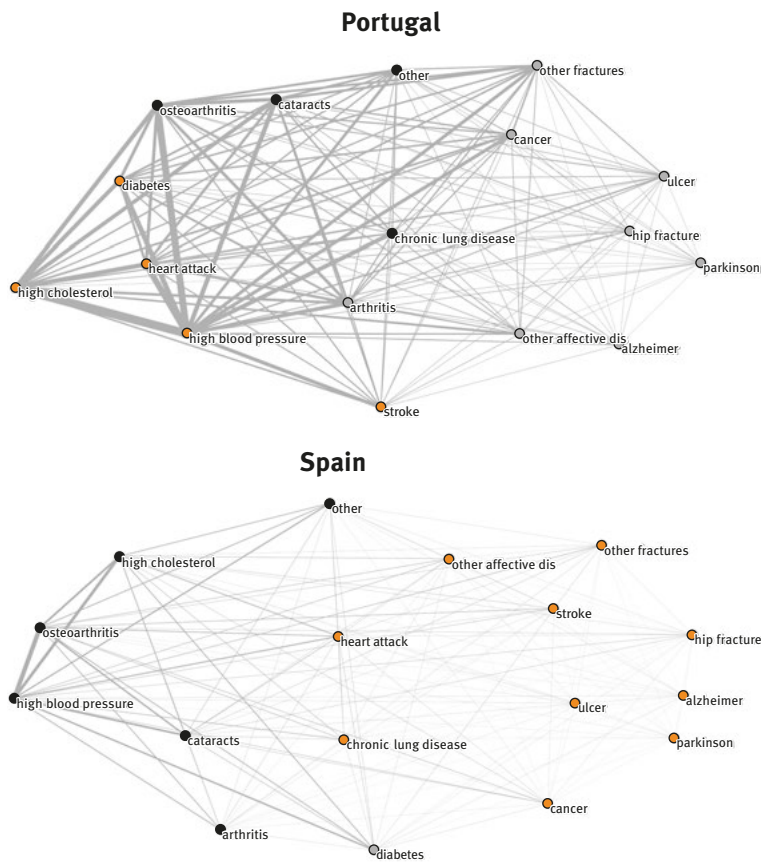 Portugal
other
other fractures
osteoarthritis
cataracts
cancer
diabetes
ulcer
chronic lung disease
hip fracture
heart attack
parkinson
high cholesterol
arthritis
high blood pressure
other affective dis
alzheimer
stroke
Spain
other
high cholesterol
other affective dis
other fractures
stroke
osteoarthritis
heart attack
hip fracture
high blood pressure
ulcer
alzheimer
cataracts
chronic lung disease
parkinson
cancer
arthritis
diabetes